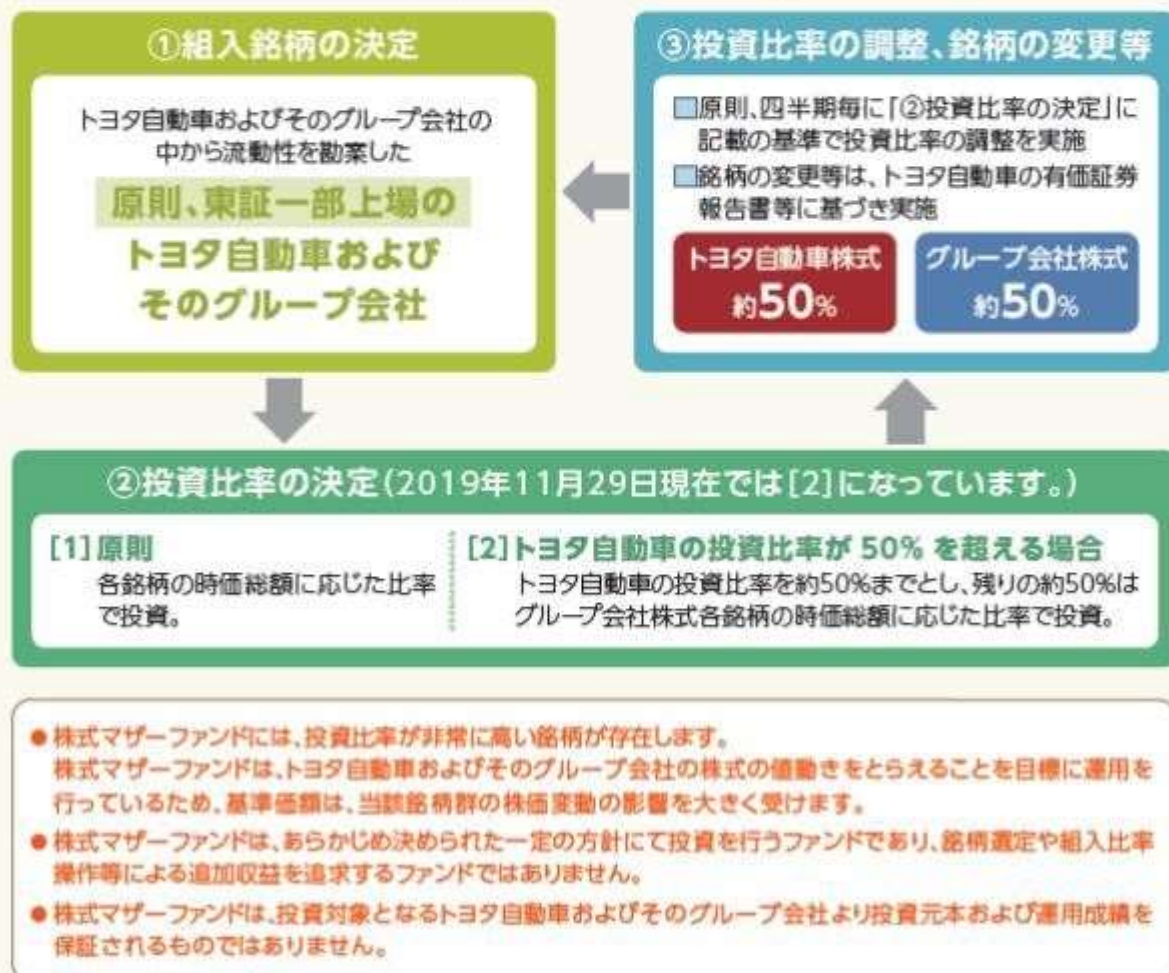 ①組入銘柄の決定
トヨタ自動車およびそのグループ会社の
中から流動性を勘案した
原則、東証一部上場の
トヨタ自動車および
そのグループ会社
②投資比率の決定(2019年11月29日現在では[2]になっています。)
[1]原則
各銘柄の時価総額に応じた比率
で投資。
[2]トヨタ自動車の投資比率が 50% を超える場合
トヨタ自動車の投資比率を約50%までとし、残りの約50%は
グループ会社株式各銘柄の時価総額に応じた比率で投資。
③投資比率の調整、銘柄の変更等
原則、四半期毎に「②投資比率の決定」に
記載の基準で投資比率の調整を実施
銘柄の変更等は、トヨタ自動車の有価証券
報告書等に基づき実施
トヨタ自動車株式
約50%
グループ会社株式
約50%
●株式マザーファンドには、投資比率が非常に高い銘柄が存在します。
株式マザーファンドは、トヨタ自動車およびそのグループ会社の株式の値動きをとらえることを目標に運用を
行っているため、基準価額は、当該銘柄群の株価変動の影響を大きく受けます。
●株式マザーファンドは、あらかじめ決められた一定の方針にて投資を行うファンドであり、銘柄選定や組入比率
操作等による追加収益を追求するファンドではありません。
●株式マザーファンドは、投資対象となるトヨタ自動車およびそのグループ会社より投資元本および運用成績を
保証されるものではありません。